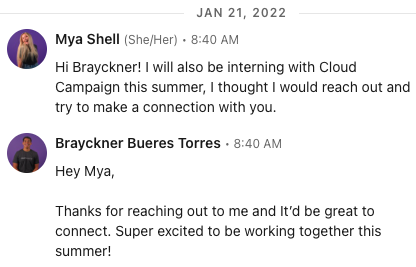 JAN 21, 2022
Mya Shell (She/Her) • 8:40 AM
Hi Brayckner! I will also be interning with Cloud
Campaign this summer, I thought I would reach out and
try to make a connection with you.
Brayckner Bueres Torres • 8:40 AM
Hey Mya,
Thanks for reaching out to me and It’d be great to
connect. Super excited to be working together this
summer!